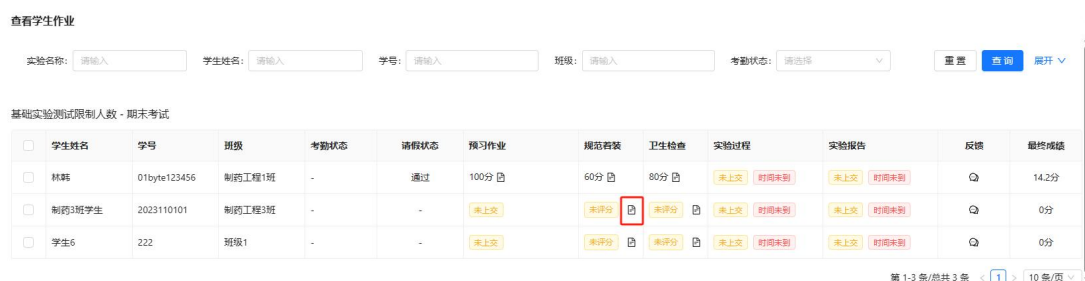 查看学生作业
实验名称: 请输入 学生姓名: 请输入 学号: 请输入 班级: 请输入 考勤状态: 请选择 重置 查询 展开
基础实验测试限制人数 - 期末考试
学生姓名 学号 班级 考勤状态 请假状态 预习作业 规范着装 卫生检查 实验过程 实验报告 反馈 最终成绩
林韩 01byte123456 制药工程1班 - 通过 100分 60分 80分 未上交 时间未到 未上交 时间未到 14.2分
制药3班学生 2023110101 制药工程3班 - - 未上交 未评分 未评分 未上交 时间未到 未上交 时间未到 0分
学生6 222 班级1 - - 未上交 未评分 未评分 未上交 时间未到 未上交 时间未到 0分
第 1-3 条/总共 3 条 < 1 > 10 条/页